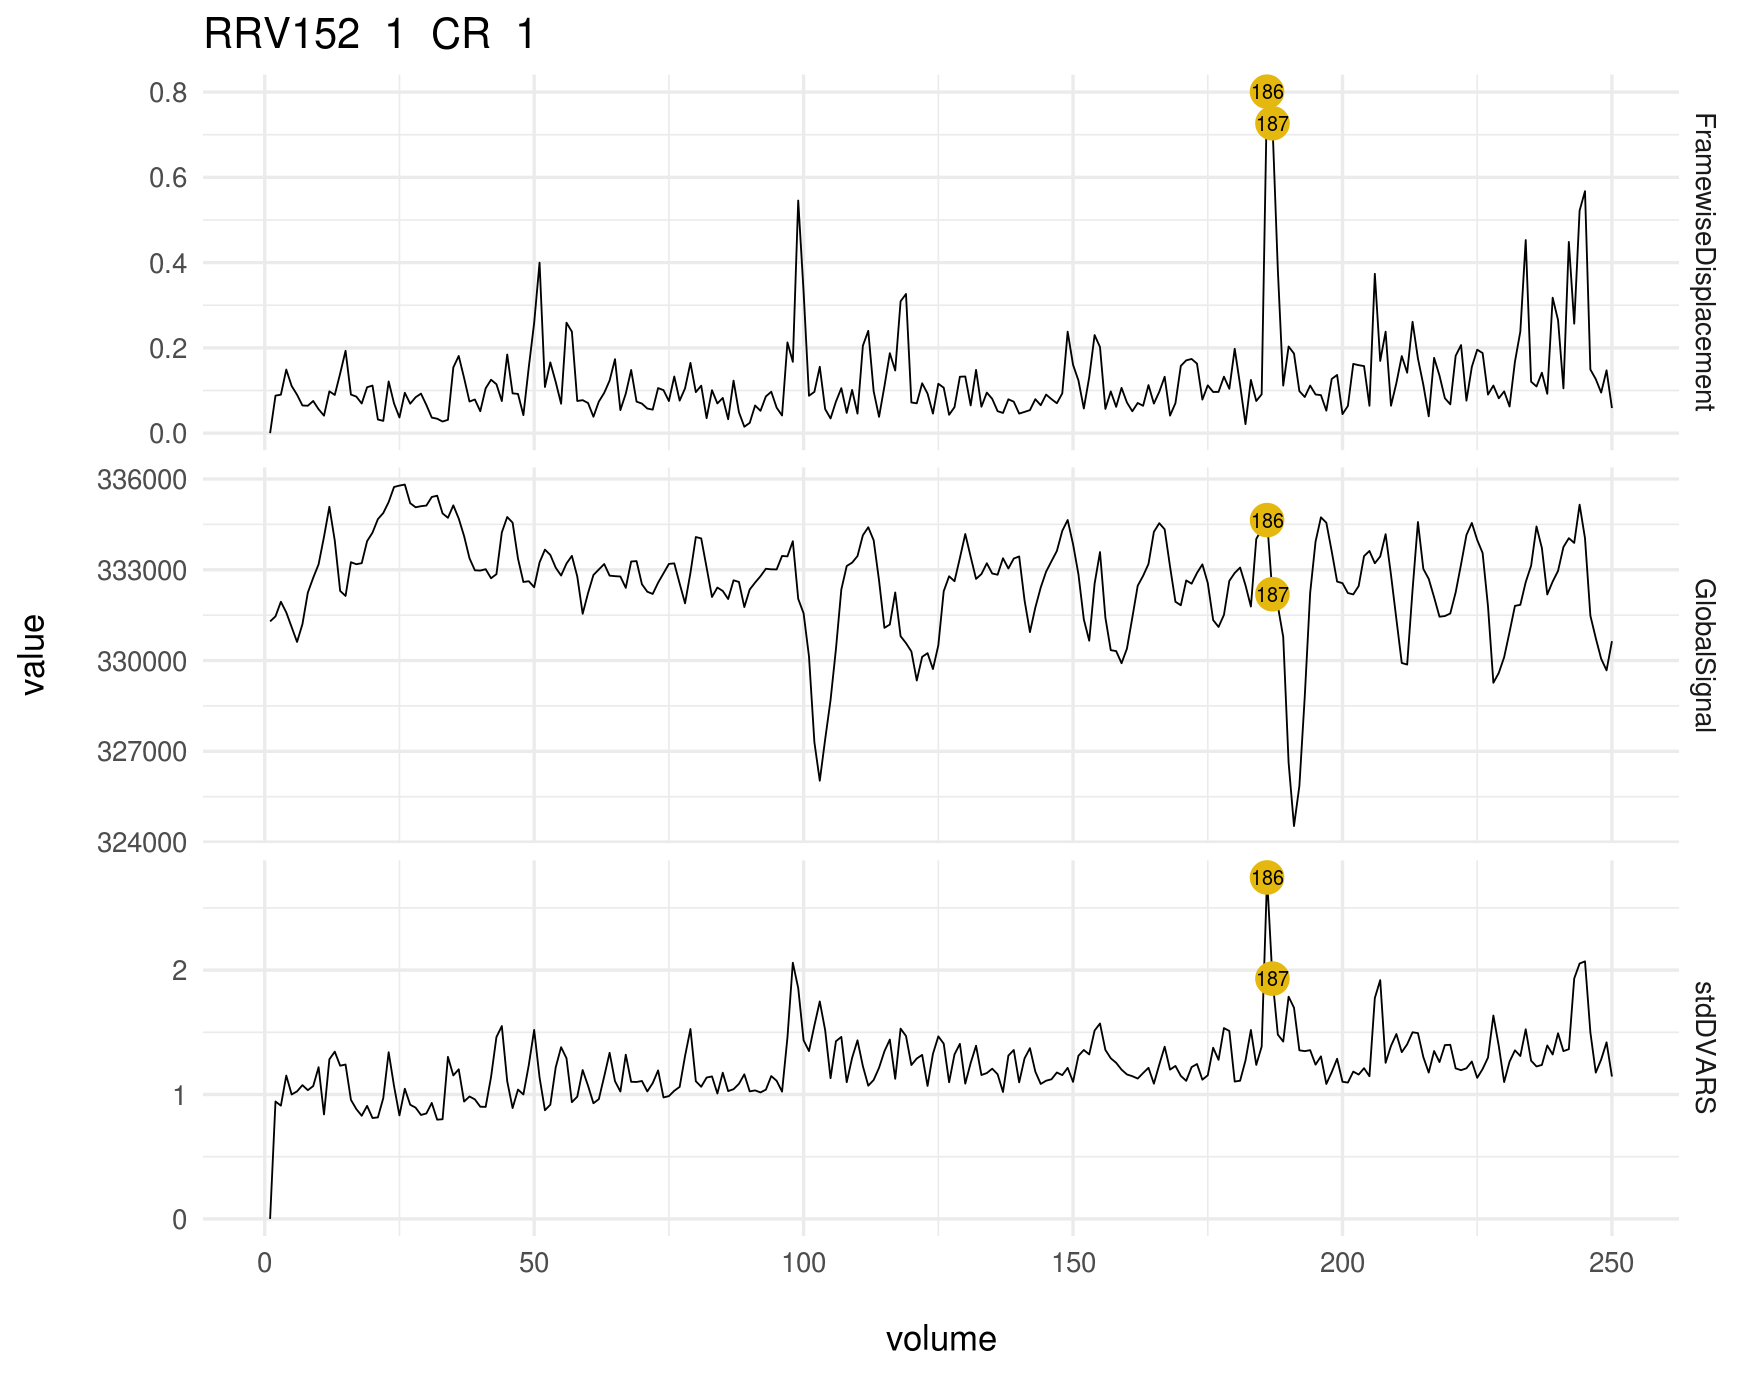 RRV152 1 CR 1
0.8
0.6
0.4
0.2
0.0
186
187
FramewiseDisplacement
336000
333000
330000
327000
324000
186
187
GlobalSignal
2
1
0
186
187
stdDVARS
value
0 50 100 150 200 250
volume